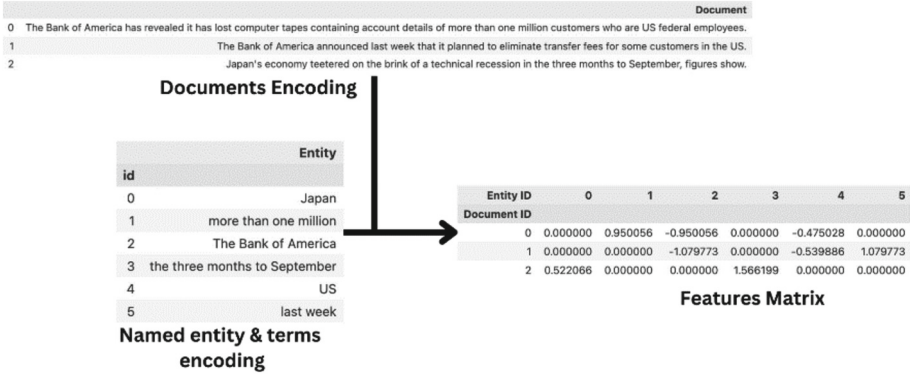 Document
0 The Bank of America has revealed it has lost computer tapes containing account details of more than one million customers who are US federal employees.
1 The Bank of America announced last week that it planned to eliminate transfer fees for some customers in the US.
2 Japan's economy teetered on the brink of a technical recession in the three months to September, figures show.
Documents Encoding
Entity
id
0 Japan
1 more than one million
2 The Bank of America
3 the three months to September
4 US
5 last week
Named entity & terms
encoding
Entity ID 0 1 2 3 4 5
Document ID
0 0.000000 0.950056 -0.950056 0.000000 -0.475028 0.000000
1 0.000000 0.000000 -1.079773 0.000000 -0.539886 1.079773
2 0.522066 0.000000 0.000000 1.566199 0.000000 0.000000
Features Matrix